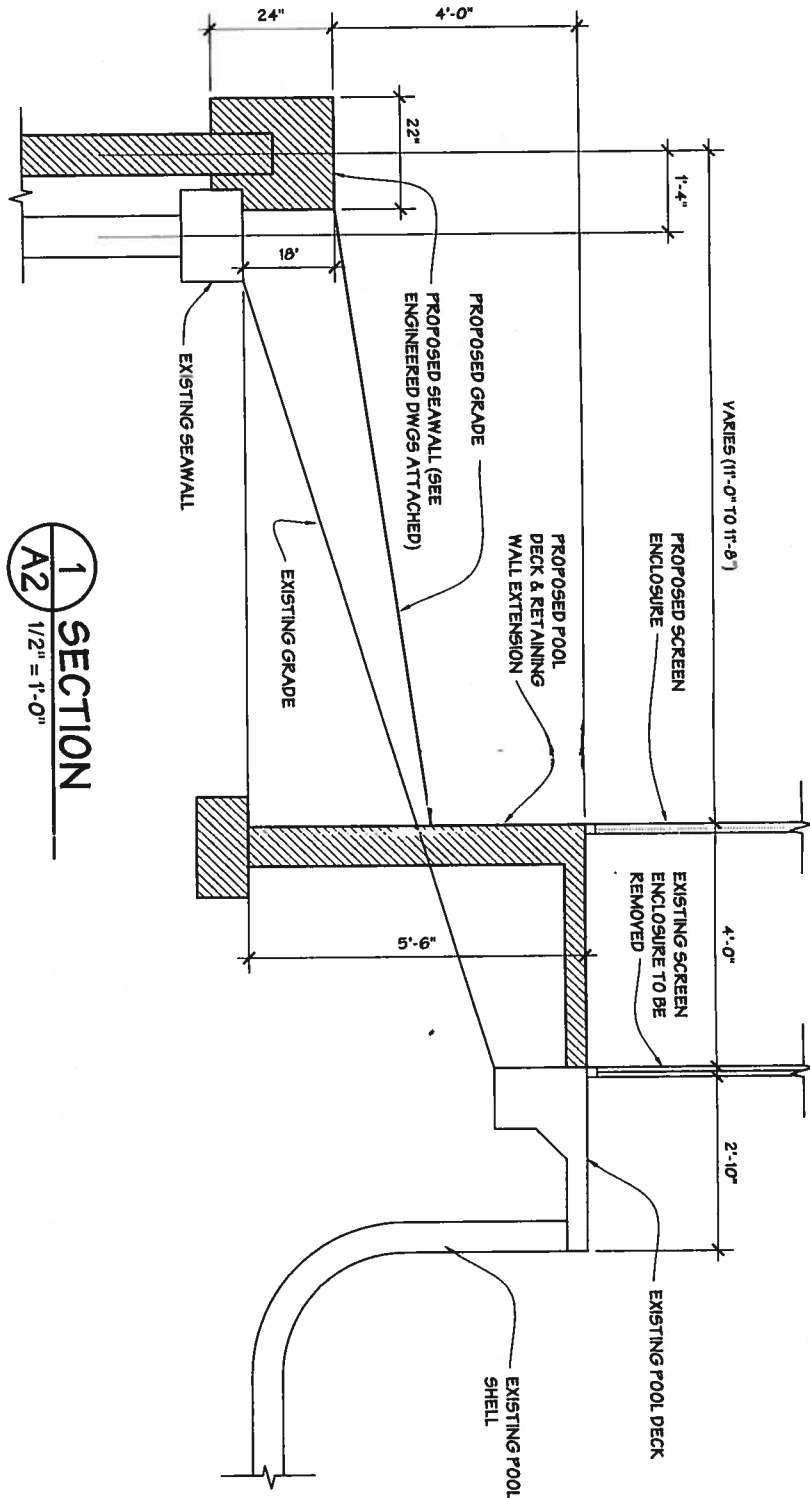 24"
4'-0"
22"
1'-4"
18'
VARIES (11'-0" TO 11'-8")
PROPOSED SCREEN
ENCLOSURE
PROPOSED POOL
DECK & RETAINING
WALL EXTENSION
PROPOSED GRADE
PROPOSED SEAWALL (SEE
ENGINEERED DWGS ATTACHED)
EXISTING SEAWALL
EXISTING GRADE
4'-0"
EXISTING SCREEN
ENCLOSURE TO BE
REMOVED
5'-6"
2'-10"
EXISTING POOL DECK
EXISTING POOL
SHELL
1
A2
SECTION
1/2" = 1'-0"